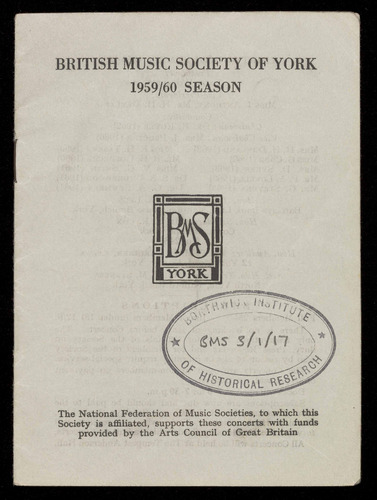 BRITISH MUSIC SOCIETY OF YORK
1959/60 SEASON
BMS
YORK
BORTHWICK INSTITUTE
BMS 3/1/17
OF HISTORICAL RESEARCH
The National Federation of Music Societies, to which this
Society is affiliated, supports these concerts with funds
provided by the Arts Council of Great Britain